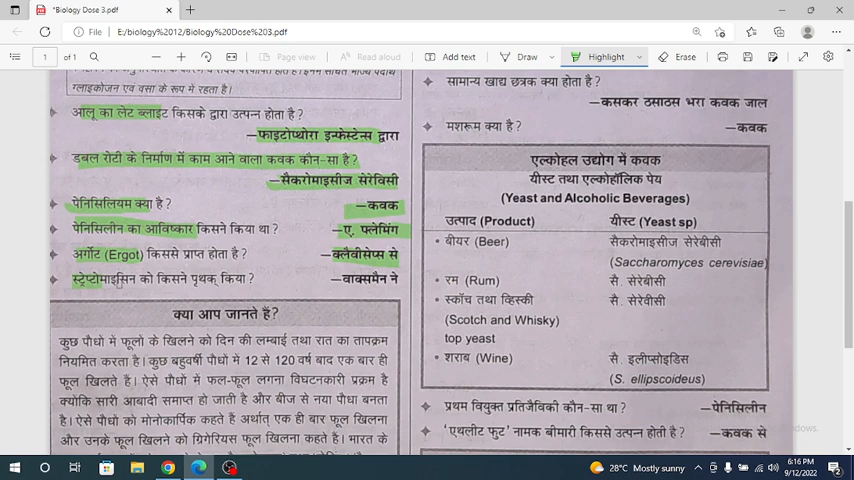 *Biology Dose 3.pdf
File
E:/biology%2012/Biology%20Dose%203.pdf
1 of 1
Page view
Read aloud
Add text
Draw
Highlight
Erase
ग्लाइकोजन एवं वसा के रूप में रहता है।
आलू का लेट ब्लाइट किसके द्वारा उत्पन्न होता है?
—फाइटोप्थोरा इन्फेस्टेन्स द्वारा
डबल रोटी के निर्माण में काम आने वाला कवक कौन-सा है?
—सैकरोमाइसीज सेरेविसी
पेनिसिलियम क्या है?
—कवक
पेनिसिलीन का आविष्कार किसने किया था?
—ए. फ्लेमिंग
अर्गोट (Ergot) किससे प्राप्त होता है?
—क्लैवीसेप्स से
स्ट्रेप्टोमाइसिन को किसने पृथक् किया?
—वाक्समैन ने
क्या आप जानते हैं?
कुछ पौधों में फूलो के खिलने को दिन की लम्बाई तथा रात का तापक्रम
नियमित करता है। कुछ बहुवर्षी पौधों में 12 से 120 वर्ष बाद एक बार ही
फूल खिलते हैं। ऐसे पौधों में फल-फूल लगना विघटनकारी प्रक्रम है
क्योंकि सारी आबादी समाप्त हो जाती है और बीज से नया पौधा बनता
है। ऐसे पौधों को मोनोकार्पिक कहते हैं अर्थात् एक ही बार फूल खिलना
और उनके फूल खिलने को ग्रिगेरियस फूल खिलना कहते हैं। भारत के
सामान्य खाद्य छत्रक क्या होता है?
—कसकर ठसाठस भरा कवक जाल
मशरूम क्या है?
—कवक
एल्कोहल उद्योग में कवक
यीस्ट तथा एल्कोहॉलिक पेय
(Yeast and Alcoholic Beverages)
उत्पाद (Product) यीस्ट (Yeast sp)
• बीयर (Beer) सैकरोमाइसीज सेरेबीसी
(Saccharomyces cerevisiae)
• रम (Rum) सै. सेरेबीसी
• स्कॉच तथा व्हिस्की सै. सेरेवीसी
(Scotch and Whisky)
top yeast
• शराब (Wine) सै. इलीप्सोइडिस
(S. ellipscoideus)
प्रथम वियुक्त प्रतिजैविकी कौन-सा था?
—पेनिसिलीन
'एथलीट फुट' नामक बीमारी किससे उत्पन्न होती है?
—कवक से
28°C Mostly sunny
6:16 PM
9/12/2022
2